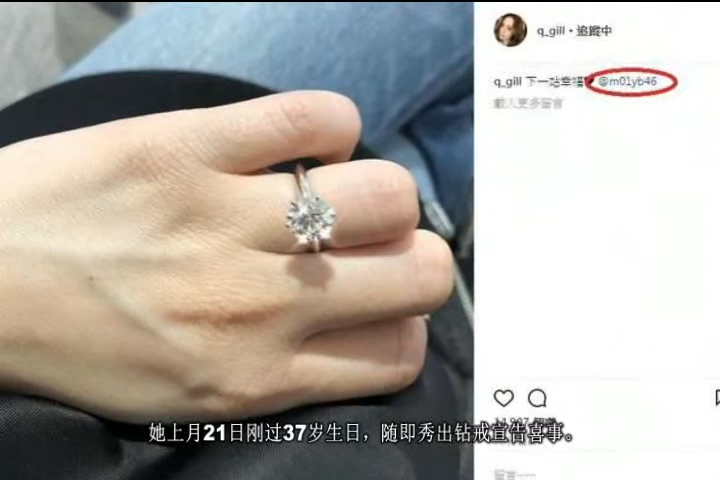 q_gill • 追蹤中
q_gill 下一站幸福 @m01yb46
載入更多留言
她上月21日刚过37岁生日，随即秀出钻戒宣告喜事。
留言……